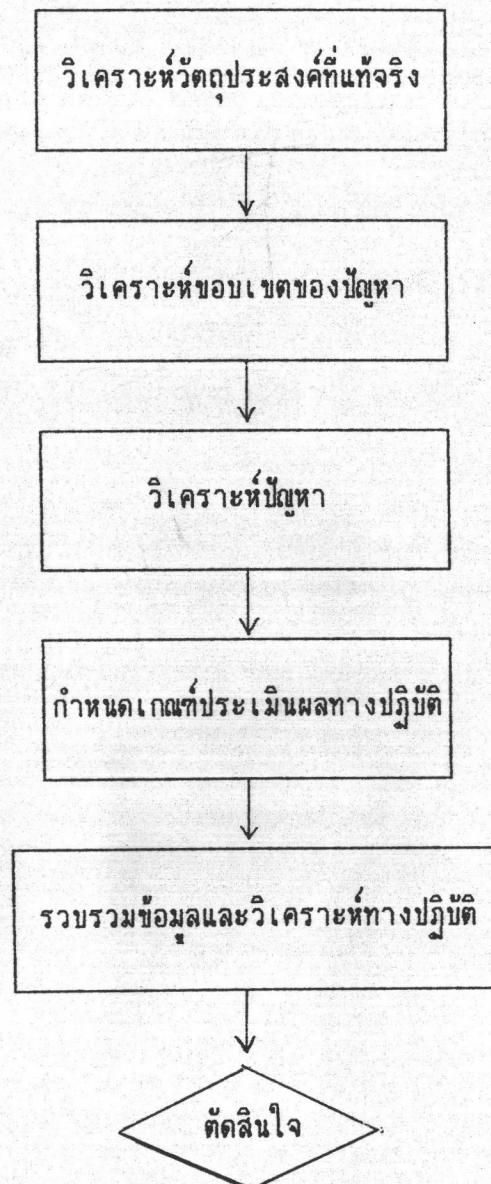 วิเคราะห์วัตถุประสงค์ที่แท้จริง
วิเคราะห์ขอบเขตของปัญหา
วิเคราะห์ปัญหา
กำหนดเกณฑ์ประเมินผลทางปฏิบัติ
รวบรวมข้อมูลและวิเคราะห์ทางปฏิบัติ
ตัดสินใจ